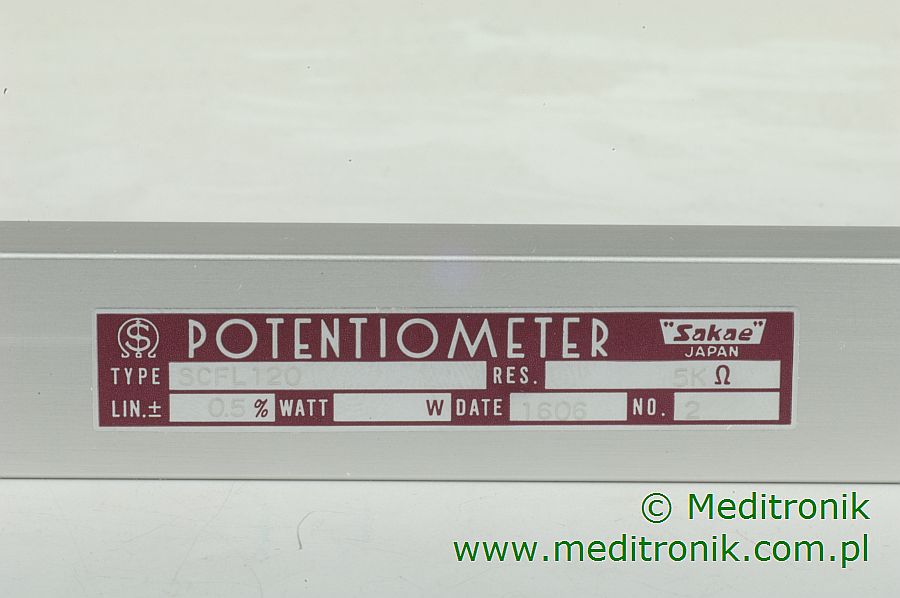 POTENTIOMETER "Sakae"
JAPAN
TYPE SCFL120 RES. 5K Ω
LIN.± 0.5 % WATT W DATE 1606 NO. 2
© Meditronik
www.meditronik.com.pl